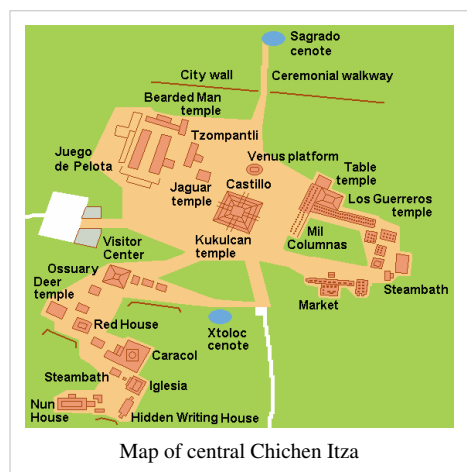 Sagrado
cenote
City wall
Ceremonial walkway
Bearded Man
temple
Tzompantli
Juego
de Pelota
Venus platform
Table
temple
Jaguar
temple
Castillo
Los Guerreros
temple
Mil
Columnas
Kukulcan
temple
Visitor
Center
Ossuary
Deer
temple
Steambath
Market
Red House
Xtoloc
cenote
Caracol
Steambath
Iglesia
Nun
House
Hidden Writing House
Map of central Chichen Itza